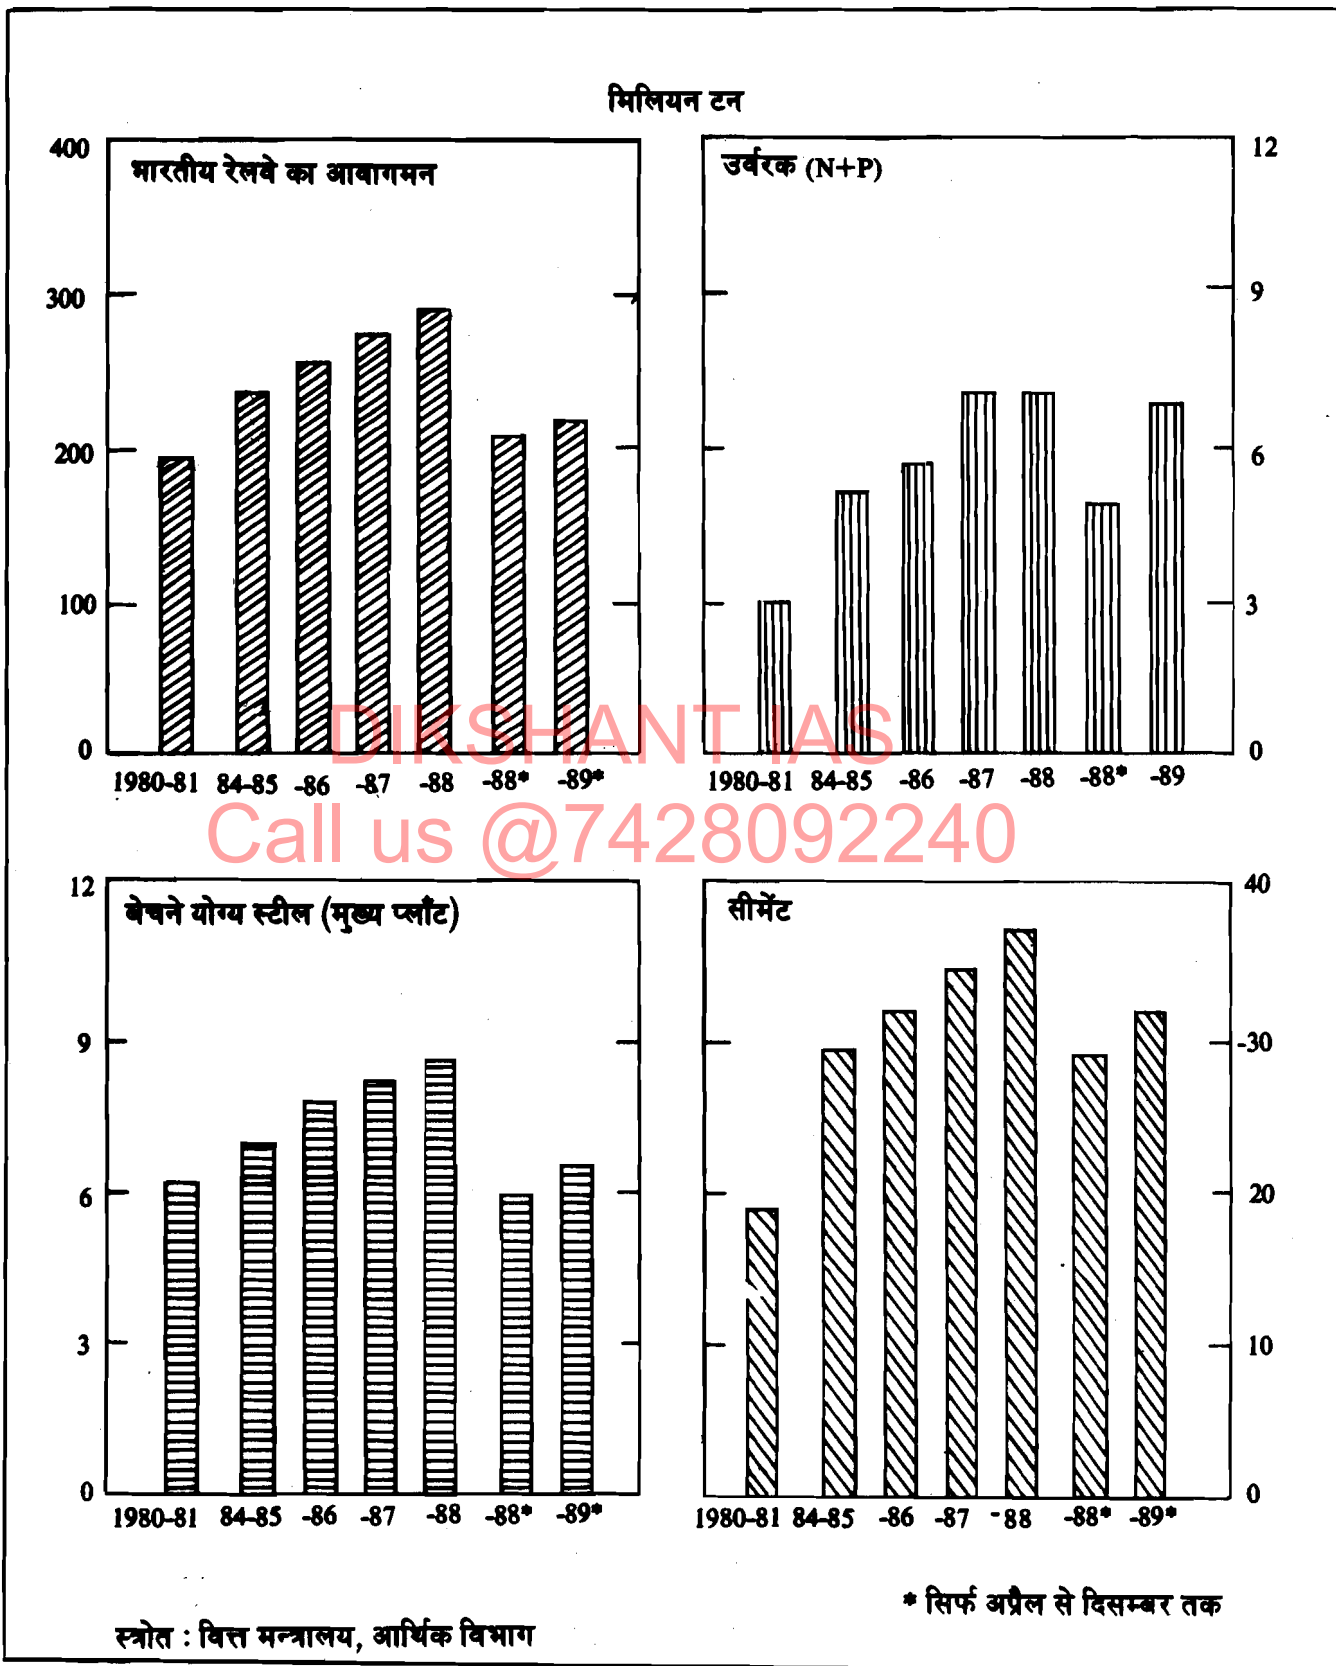 मिलियन टन
भारतीय रेलवे का आवागमन
400
300
200
100
0
1980-81 84-85 -86 -87 -88 -88* -89*
उर्वरक (N+P)
12
9
6
3
0
1980-81 84-85 -86 -87 -88 -88* -89
DIKSHANT IAS
Call us @7428092240
बेचने योग्य स्टील (मुख्य प्लाँट)
12
9
6
3
0
1980-81 84-85 -86 -87 -88 -88* -89*
सीमेंट
40
-30
20
10
0
1980-81 84-85 -86 -87 -88 -88* -89*
* सिर्फ अप्रैल से दिसम्बर तक
स्त्रोत : वित्त मन्त्रालय, आर्थिक विभाग